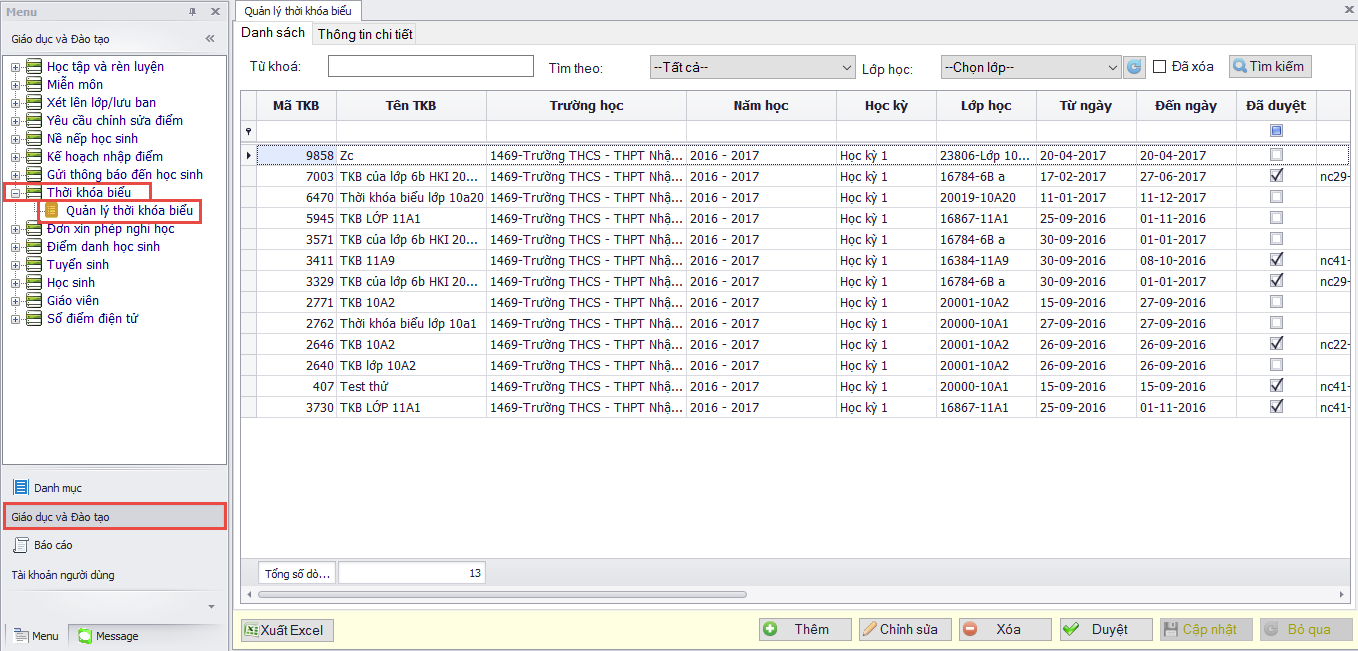 Menu
Giáo dục và Đào tạo
Học tập và rèn luyện
Miễn môn
Xét lên lớp/lưu ban
Yêu cầu chỉnh sửa điểm
Nề nếp học sinh
Kế hoạch nhập điểm
Gửi thông báo đến học sinh
Thời khóa biểu
Quản lý thời khóa biểu
Đơn xin phép nghỉ học
Điểm danh học sinh
Tuyển sinh
Học sinh
Giáo viên
Sổ điểm điện tử
Danh mục
Giáo dục và Đào tạo
Báo cáo
Tài khoản người dùng
Menu Message
Quản lý thời khóa biểu
Danh sách Thông tin chi tiết
Từ khoá: Tìm theo: --Tất cả-- Lớp học: --Chọn lớp-- Đã xóa Tìm kiếm
Mã TKB Tên TKB Trường học Năm học Học kỳ Lớp học Từ ngày Đến ngày Đã duyệt
9858 Zc 1469-Trường THCS - THPT Nhậ... 2016 - 2017 Học kỳ 1 23806-Lớp 10... 20-04-2017 20-04-2017
7003 TKB của lớp 6b HKI 20... 1469-Trường THCS - THPT Nhậ... 2016 - 2017 Học kỳ 1 16784-6B a 17-02-2017 27-06-2017 nc29-
6470 Thời khóa biểu lớp 10a20 1469-Trường THCS - THPT Nhậ... 2016 - 2017 Học kỳ 1 20019-10A20 11-01-2017 11-12-2017
5945 TKB LỚP 11A1 1469-Trường THCS - THPT Nhậ... 2016 - 2017 Học kỳ 1 16867-11A1 25-09-2016 01-11-2016
3571 TKB của lớp 6b HKI 20... 1469-Trường THCS - THPT Nhậ... 2016 - 2017 Học kỳ 1 16784-6B a 30-09-2016 01-01-2017
3411 TKB 11A9 1469-Trường THCS - THPT Nhậ... 2016 - 2017 Học kỳ 1 16384-11A9 30-09-2016 08-10-2016 nc41-
3329 TKB của lớp 6b HKI 20... 1469-Trường THCS - THPT Nhậ... 2016 - 2017 Học kỳ 1 16784-6B a 30-09-2016 01-01-2017 nc29-
2771 TKB 10A2 1469-Trường THCS - THPT Nhậ... 2016 - 2017 Học kỳ 1 20001-10A2 15-09-2016 27-09-2016
2762 Thời khóa biểu lớp 10a1 1469-Trường THCS - THPT Nhậ... 2016 - 2017 Học kỳ 1 20000-10A1 27-09-2016 27-09-2016
2646 TKB 10A2 1469-Trường THCS - THPT Nhậ... 2016 - 2017 Học kỳ 1 20001-10A2 26-09-2016 26-09-2016 nc22-
2640 TKB lớp 10A2 1469-Trường THCS - THPT Nhậ... 2016 - 2017 Học kỳ 1 20001-10A2 26-09-2016 26-09-2016
407 Test thử 1469-Trường THCS - THPT Nhậ... 2016 - 2017 Học kỳ 1 20000-10A1 15-09-2016 15-09-2016 nc41-
3730 TKB LỚP 11A1 1469-Trường THCS - THPT Nhậ... 2016 - 2017 Học kỳ 1 16867-11A1 25-09-2016 01-11-2016 nc41-
Tổng số dò... 13
Xuất Excel Thêm Chỉnh sửa Xóa Duyệt Cập nhật Bỏ qua